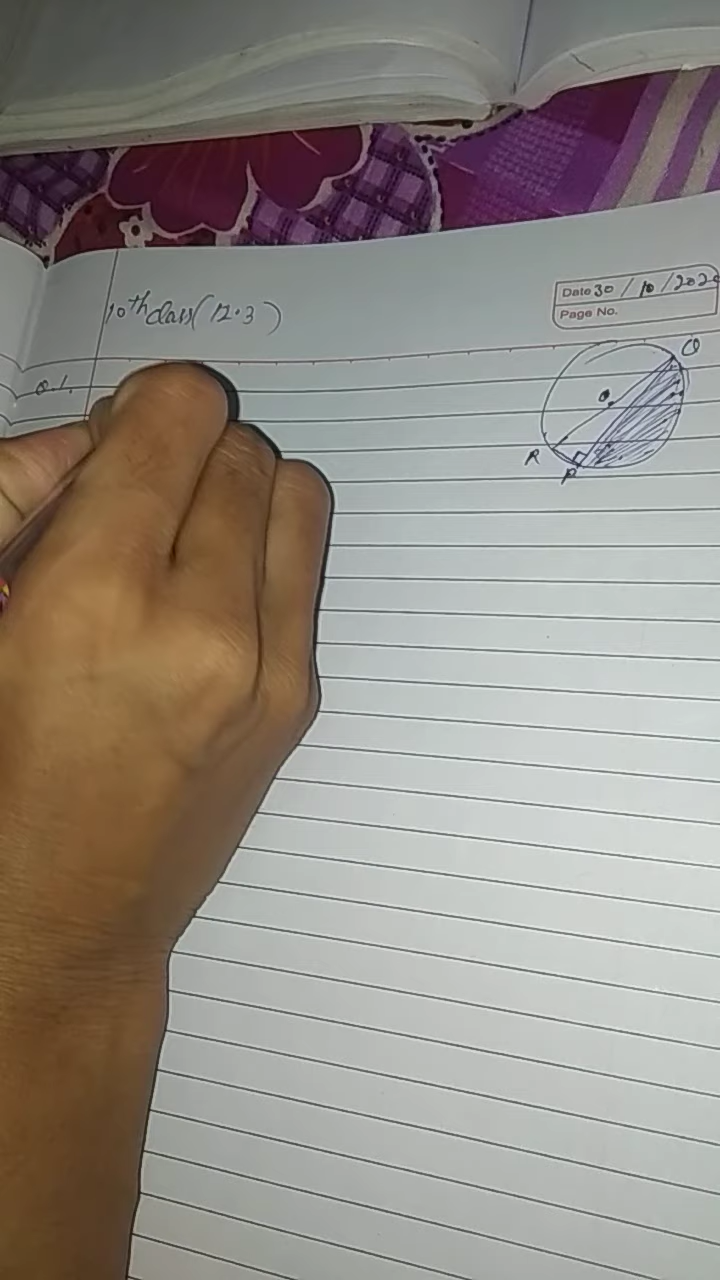 10th class (12.3)
Date 30/10/2020
Page No.
Q.1.
Q
O
R
P